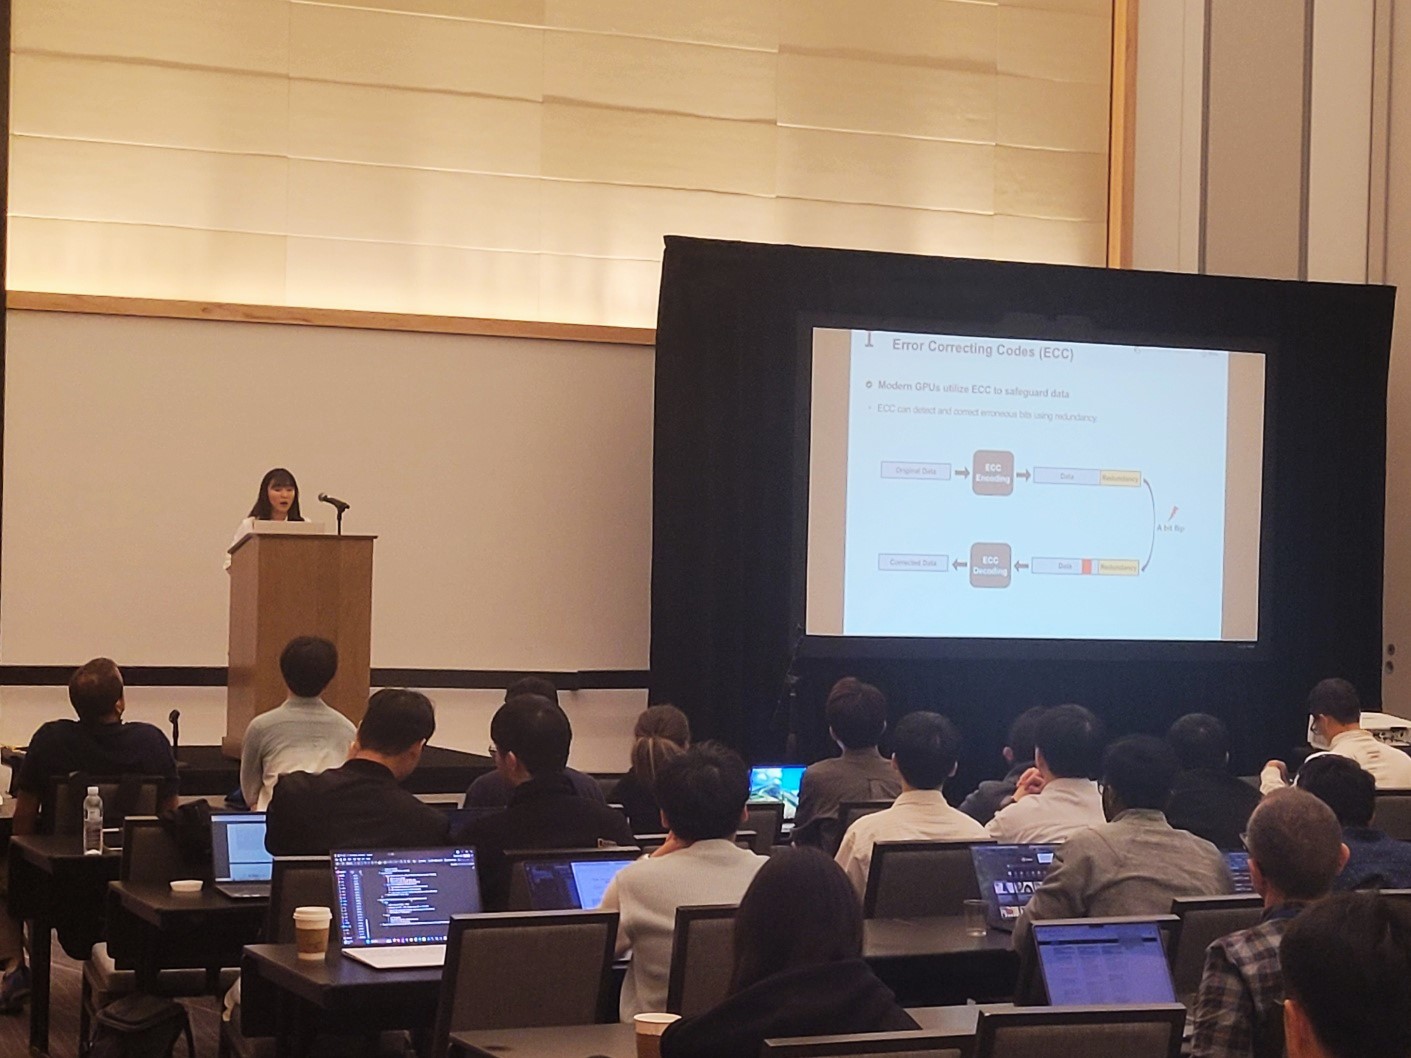 I
Error Correcting Codes (ECC)
Modern GPUs utilize ECC to safeguard data
ECC can detect and correct erroneous bits using redundancy.
Original Data
ECC
Encoding
Data
Redundancy
A bit flip
Corrected Data
ECC
Decoding
Data
Redundancy